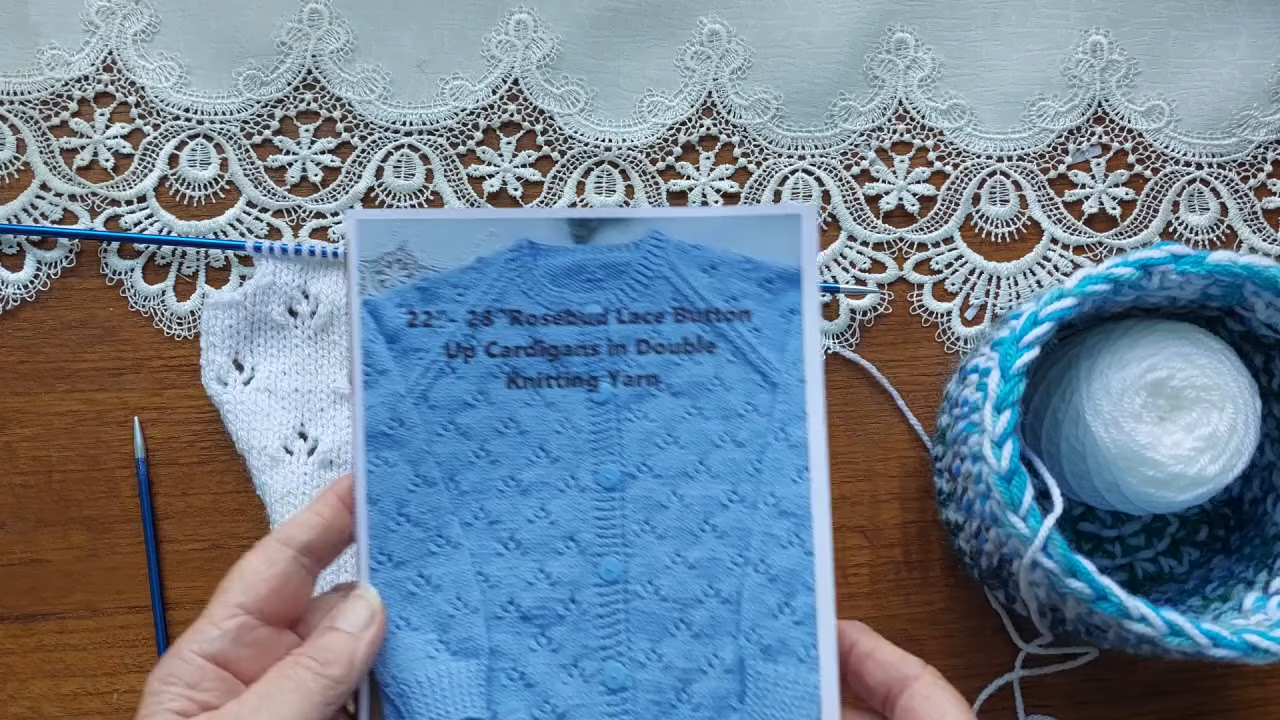 22"- 28"Rosebud Lace Button
Up Cardigans in Double
Knitting Yarn